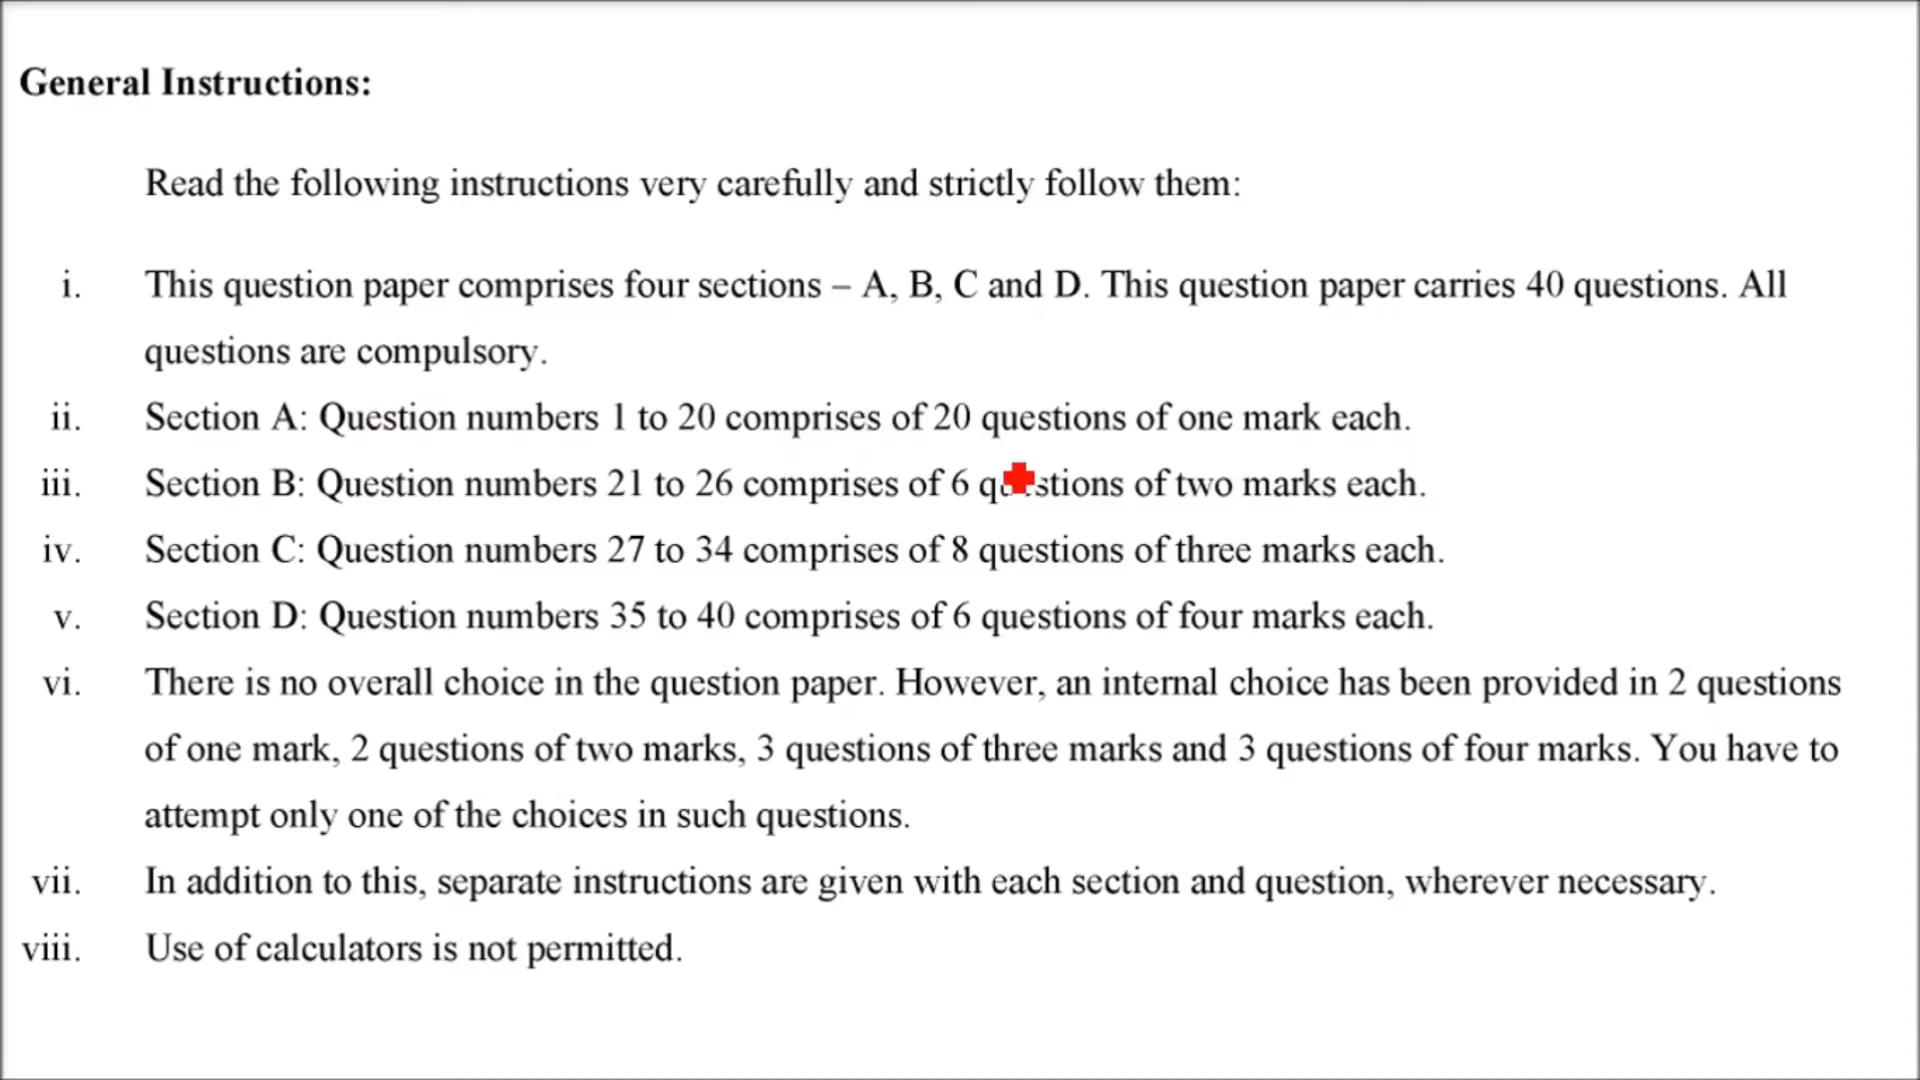 General Instructions:
Read the following instructions very carefully and strictly follow them:
i. This question paper comprises four sections – A, B, C and D. This question paper carries 40 questions. All
questions are compulsory.
ii. Section A: Question numbers 1 to 20 comprises of 20 questions of one mark each.
iii. Section B: Question numbers 21 to 26 comprises of 6 questions of two marks each.
iv. Section C: Question numbers 27 to 34 comprises of 8 questions of three marks each.
v. Section D: Question numbers 35 to 40 comprises of 6 questions of four marks each.
vi. There is no overall choice in the question paper. However, an internal choice has been provided in 2 questions
of one mark, 2 questions of two marks, 3 questions of three marks and 3 questions of four marks. You have to
attempt only one of the choices in such questions.
vii. In addition to this, separate instructions are given with each section and question, wherever necessary.
viii. Use of calculators is not permitted.